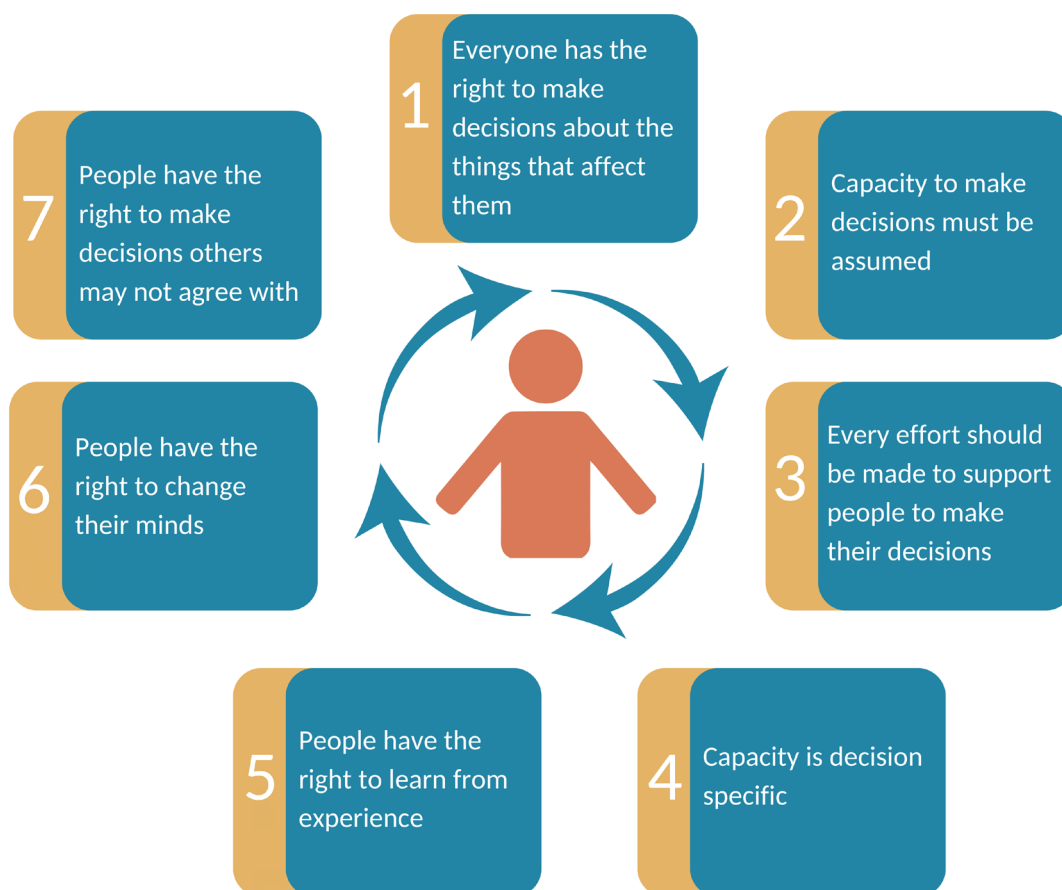 1
Everyone has the
right to make
decisions about the
things that affect
them
2
Capacity to make
decisions must be
assumed
3
Every effort should
be made to support
people to make
their decisions
4
Capacity is decision
specific
5
People have the
right to learn from
experience
6
People have the
right to change
their minds
7
People have the
right to make
decisions others
may not agree with